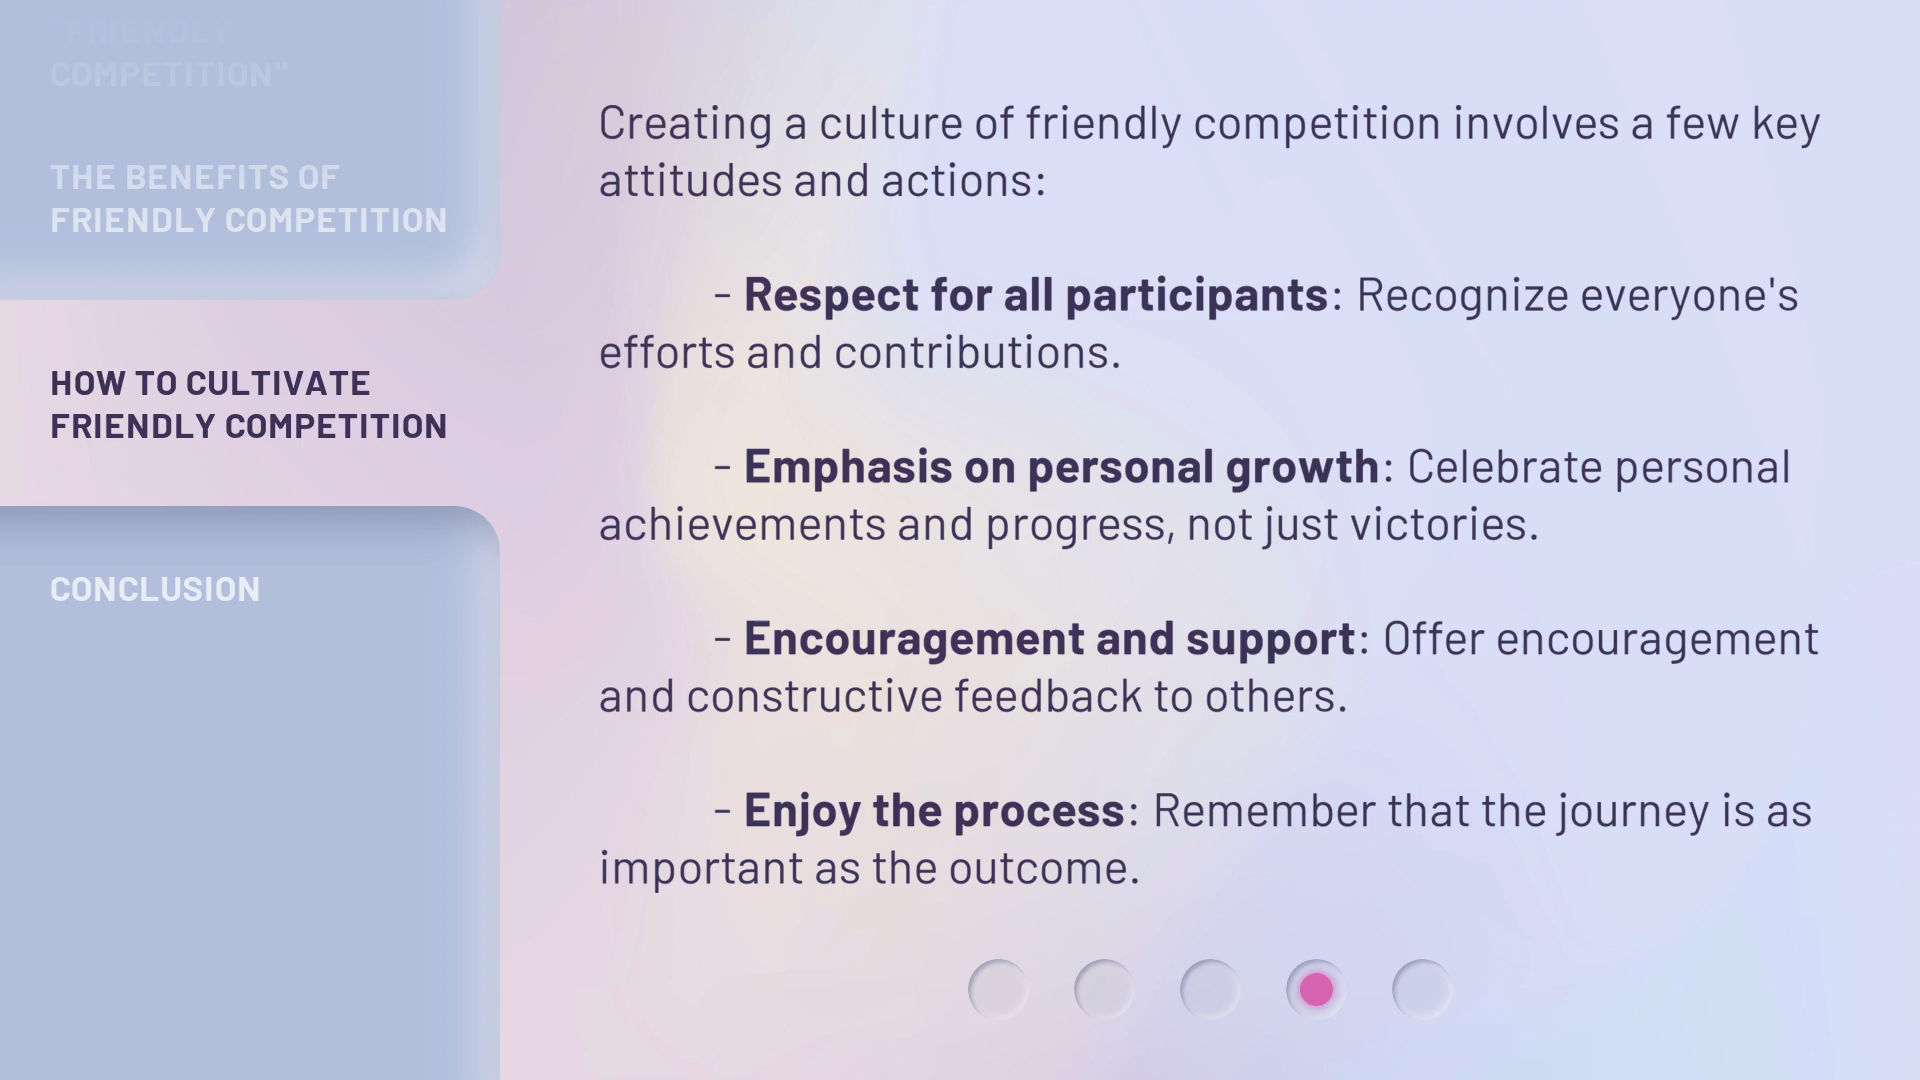 "FRIENDLY
COMPETITION"
THE BENEFITS OF
FRIENDLY COMPETITION
HOW TO CULTIVATE
FRIENDLY COMPETITION
CONCLUSION
Creating a culture of friendly competition involves a few key
attitudes and actions:
- Respect for all participants: Recognize everyone's
efforts and contributions.
- Emphasis on personal growth: Celebrate personal
achievements and progress, not just victories.
- Encouragement and support: Offer encouragement
and constructive feedback to others.
- Enjoy the process: Remember that the journey is as
important as the outcome.